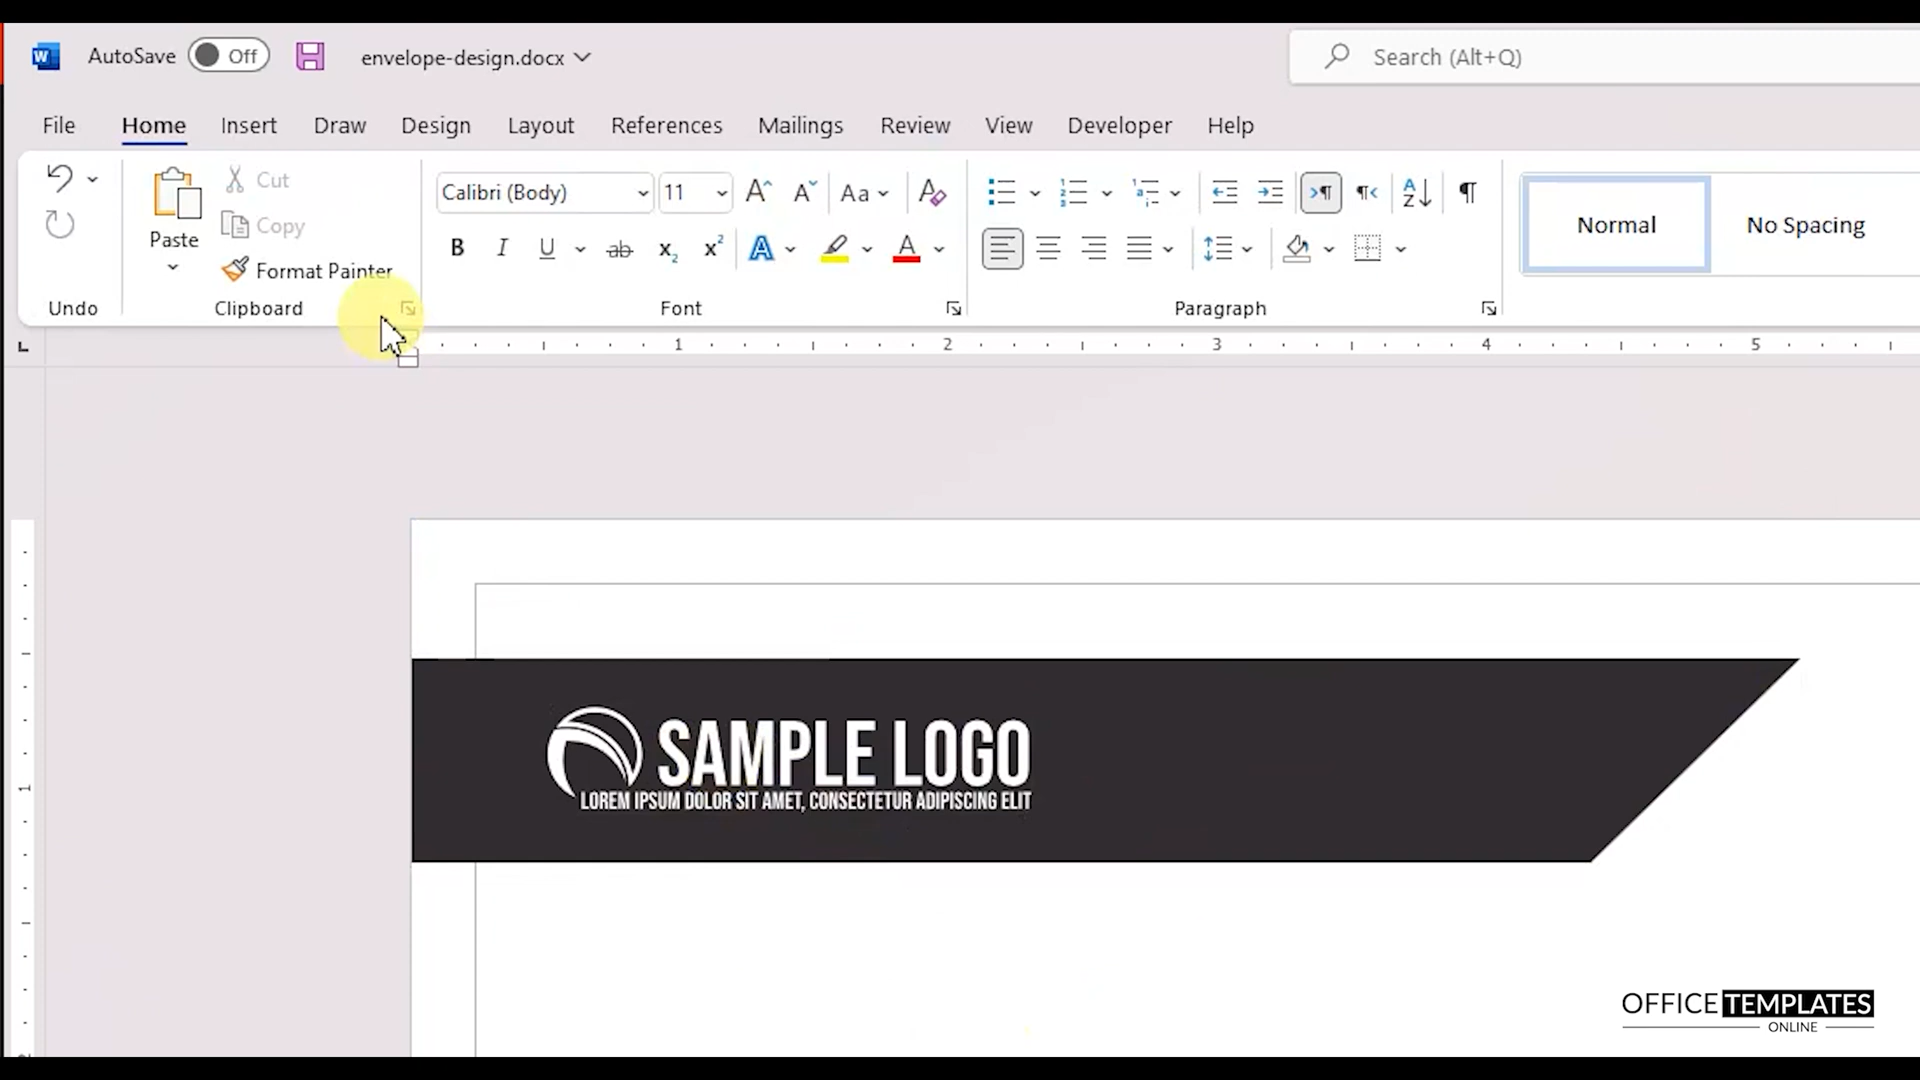 AutoSave Off envelope-design.docx Search (Alt+Q)
File Home Insert Draw Design Layout References Mailings Review View Developer Help
Cut
Copy
Paste
Format Painter
Calibri (Body) 11
Normal No Spacing
Undo Clipboard Font Paragraph
1 2 3 4 5
1
SAMPLE LOGO
LOREM IPSUM DOLOR SIT AMET, CONSECTETUR ADIPISCING ELIT
OFFICE TEMPLATES
ONLINE